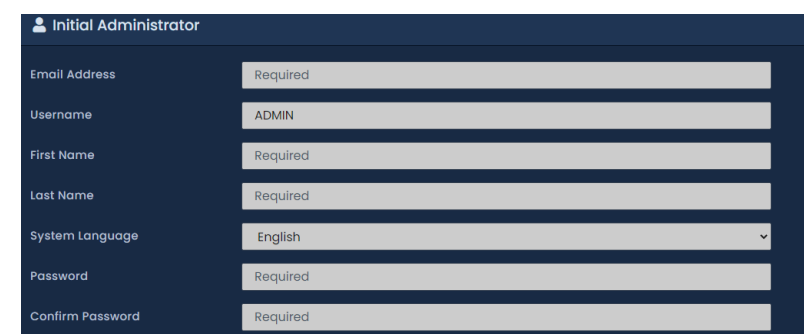 Initial Administrator
Email Address Required
Username ADMIN
First Name Required
Last Name Required
System Language English
Password Required
Confirm Password Required